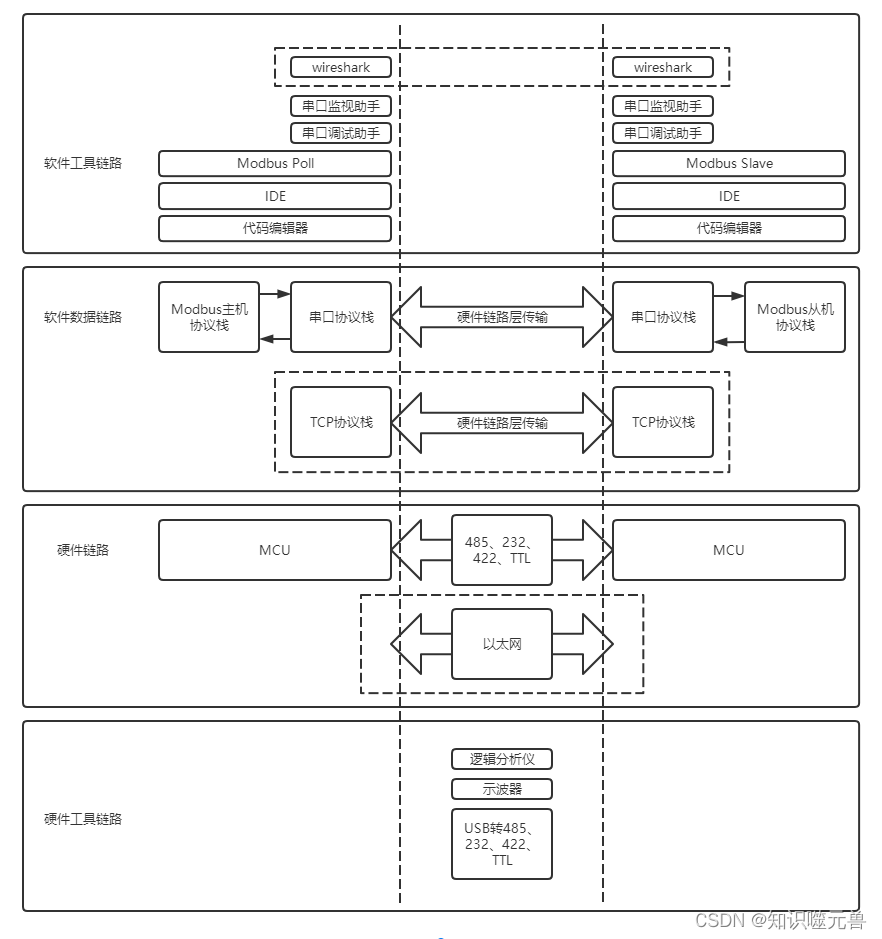 wireshark
wireshark
串口监视助手
串口监视助手
串口调试助手
串口调试助手
软件工具链路
Modbus Poll
Modbus Slave
IDE
IDE
代码编辑器
代码编辑器
软件数据链路
Modbus主机
协议栈
串口协议栈
硬件链路层传输
串口协议栈
Modbus从机
协议栈
TCP协议栈
硬件链路层传输
TCP协议栈
硬件链路
MCU
485、232、
422、TTL
MCU
以太网
逻辑分析仪
示波器
硬件工具链路
USB转485、
232、422、
TTL
CSDN @知识噬元兽